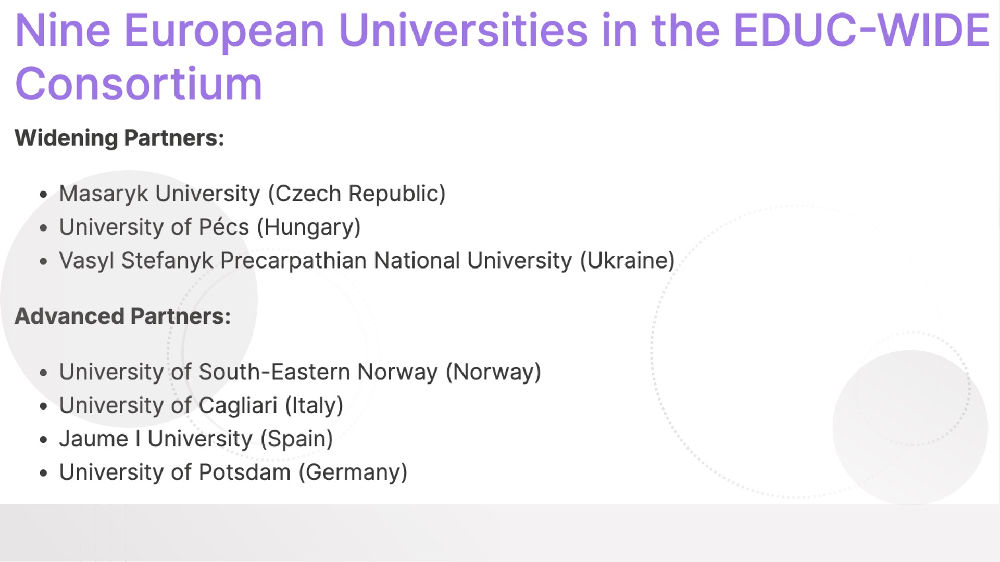 Nine European Universities in the EDUC-WIDE
Consortium
Widening Partners:
• Masaryk University (Czech Republic)
• University of Pécs (Hungary)
• Vasyl Stefanyk Precarpathian National University (Ukraine)
Advanced Partners:
• University of South-Eastern Norway (Norway)
• University of Cagliari (Italy)
• Jaume I University (Spain)
• University of Potsdam (Germany)